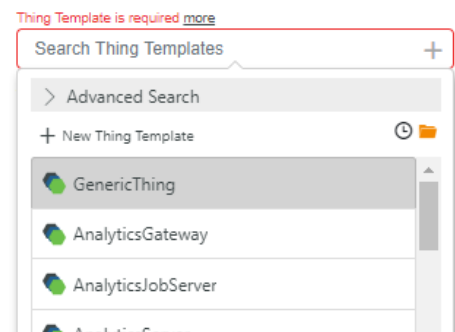 Thing Template is required more
Search Thing Templates
Advanced Search
New Thing Template
GenericThing
AnalyticsGateway
AnalyticsJobServer